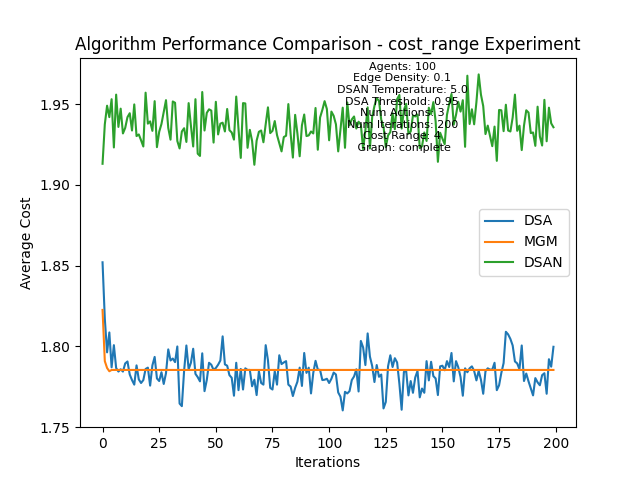 Algorithm Performance Comparison - cost_range Experiment
Agents: 100
Edge Density: 0.1
DSAN Temperature: 5.0
DSA Threshold: 0.95
Num Actions: 3
Num Iterations: 200
Cost Range: 4
Graph: complete
1.95
1.90
1.85
1.80
1.75
Average Cost
DSA
MGM
DSAN
0 25 50 75 100 125 150 175 200
Iterations